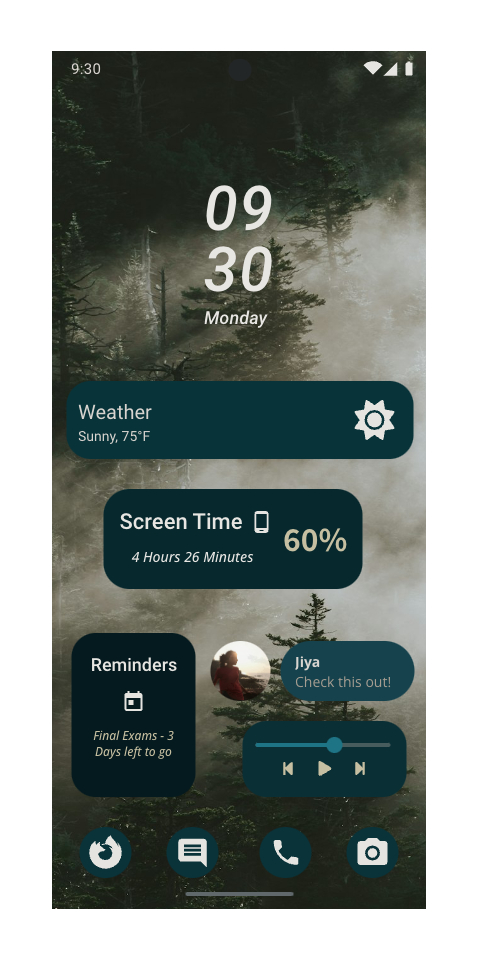 9:30
09
30
Monday
Weather
Sunny, 75°F
Screen Time
4 Hours 26 Minutes
60%
Reminders
Final Exams - 3
Days left to go
Jiya
Check this out!